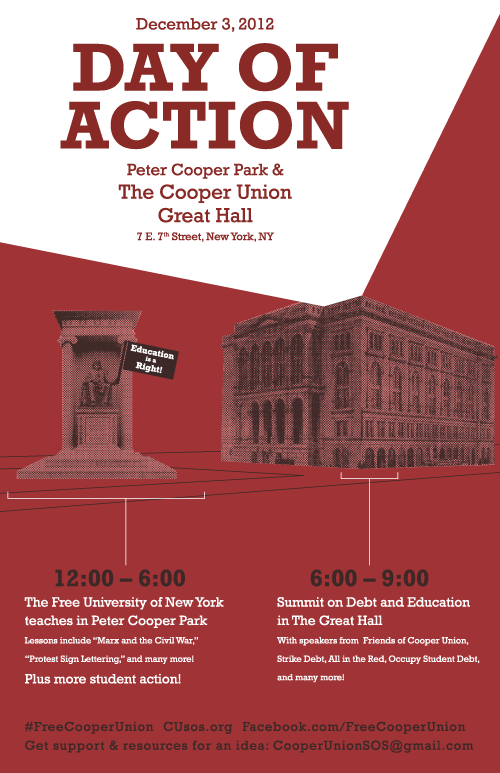 December 3, 2012
DAY OF
ACTION
Peter Cooper Park &
The Cooper Union
Great Hall
7 E. 7th Street, New York, NY
Education
is a
Right!
12:00 – 6:00
The Free University of New York
teaches in Peter Cooper Park
Lessons include "Marx and the Civil War,"
"Protest Sign Lettering," and many more!
Plus more student action!
6:00 – 9:00
Summit on Debt and Education
in The Great Hall
With speakers from Friends of Cooper Union,
Strike Debt, All in the Red, Occupy Student Debt,
and many more!
#FreeCooperUnion CUsos.org Facebook.com/FreeCooperUnion
Get support & resources for an idea: CooperUnionSOS@gmail.com